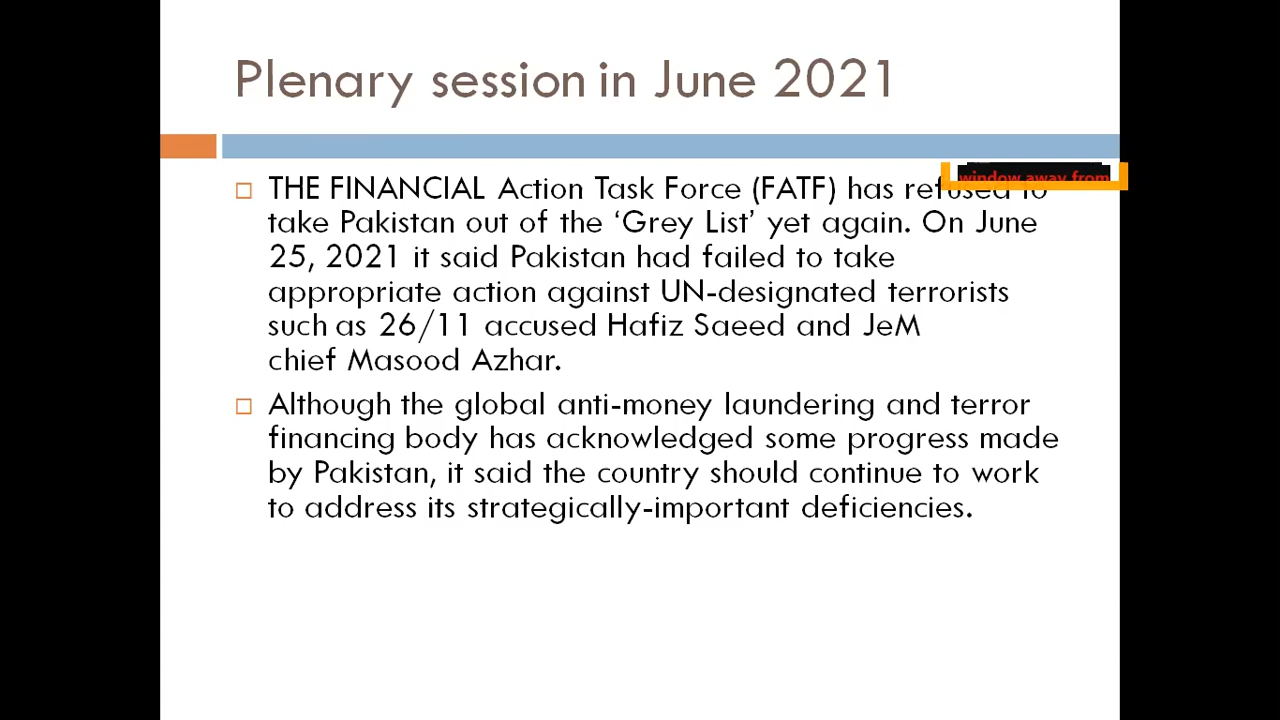 Plenary session in June 2021
window away from
THE FINANCIAL Action Task Force (FATF) has refused to
take Pakistan out of the ‘Grey List’ yet again. On June
25, 2021 it said Pakistan had failed to take
appropriate action against UN-designated terrorists
such as 26/11 accused Hafiz Saeed and JeM
chief Masood Azhar.
Although the global anti-money laundering and terror
financing body has acknowledged some progress made
by Pakistan, it said the country should continue to work
to address its strategically-important deficiencies.